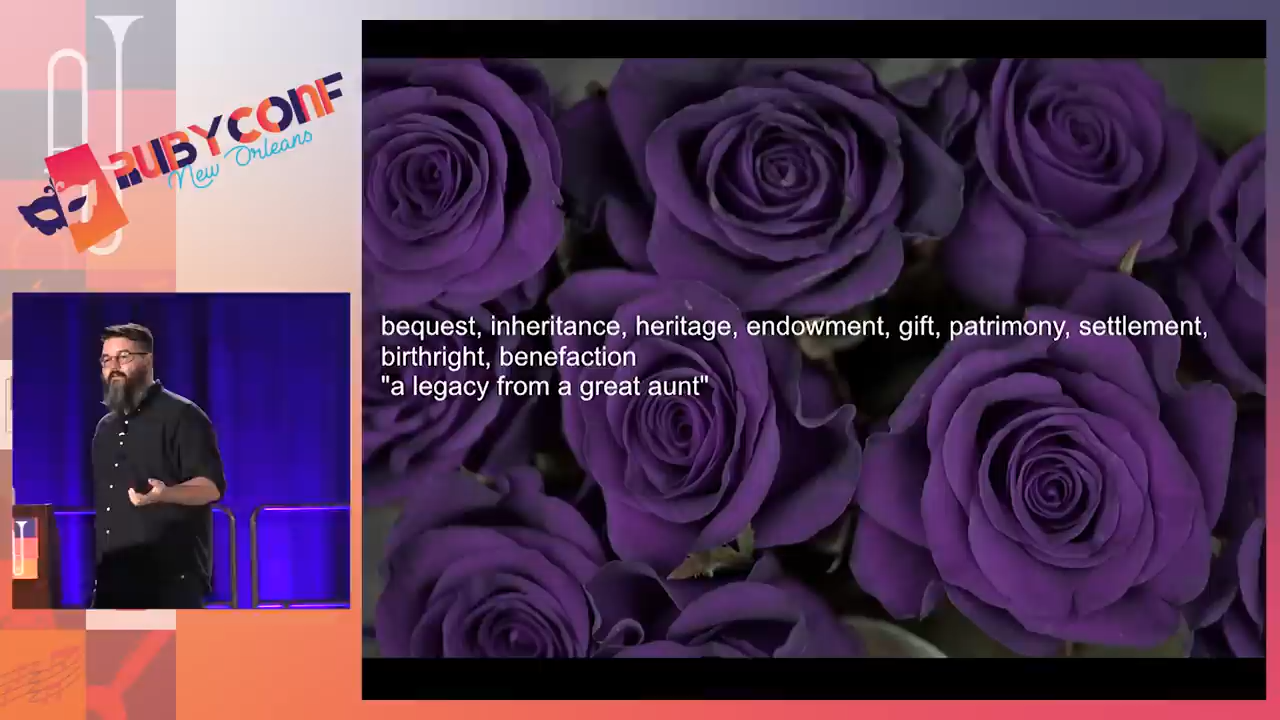 RUBYCONF
New Orleans
bequest, inheritance, heritage, endowment, gift, patrimony, settlement,
birthright, benefaction
"a legacy from a great aunt"